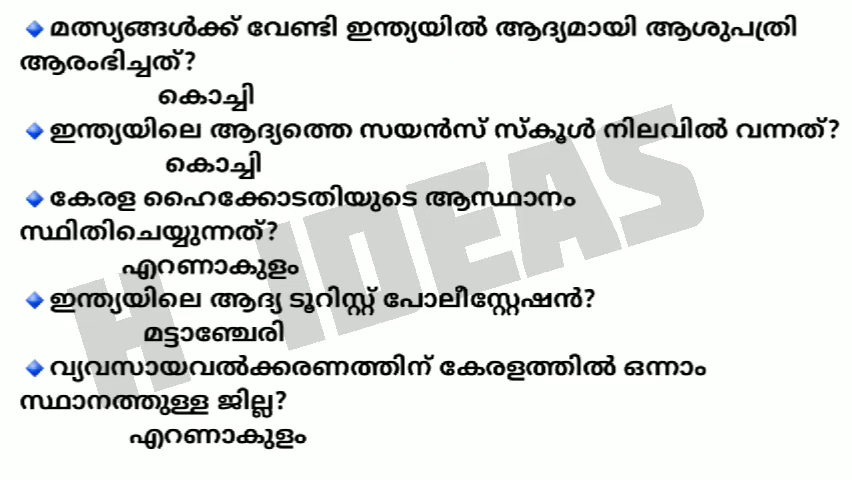 മത്സ്യങ്ങൾക്ക് വേണ്ടി ഇന്ത്യയിൽ ആദ്യമായി ആശുപത്രി
ആരംഭിച്ചത്?
കൊച്ചി
ഇന്ത്യയിലെ ആദ്യത്തെ സയൻസ് സ്കൂൾ നിലവിൽ വന്നത്?
കൊച്ചി
കേരള ഹൈക്കോടതിയുടെ ആസ്ഥാനം
സ്ഥിതിചെയ്യുന്നത്?
എറണാകുളം
ഇന്ത്യയിലെ ആദ്യ ടൂറിസ്റ്റ് പോലീസ്റ്റേഷൻ?
മട്ടാഞ്ചേരി
വ്യവസായവൽക്കരണത്തിന് കേരളത്തിൽ ഒന്നാം
സ്ഥാനത്തുള്ള ജില്ല?
എറണാകുളം
H IDEAS